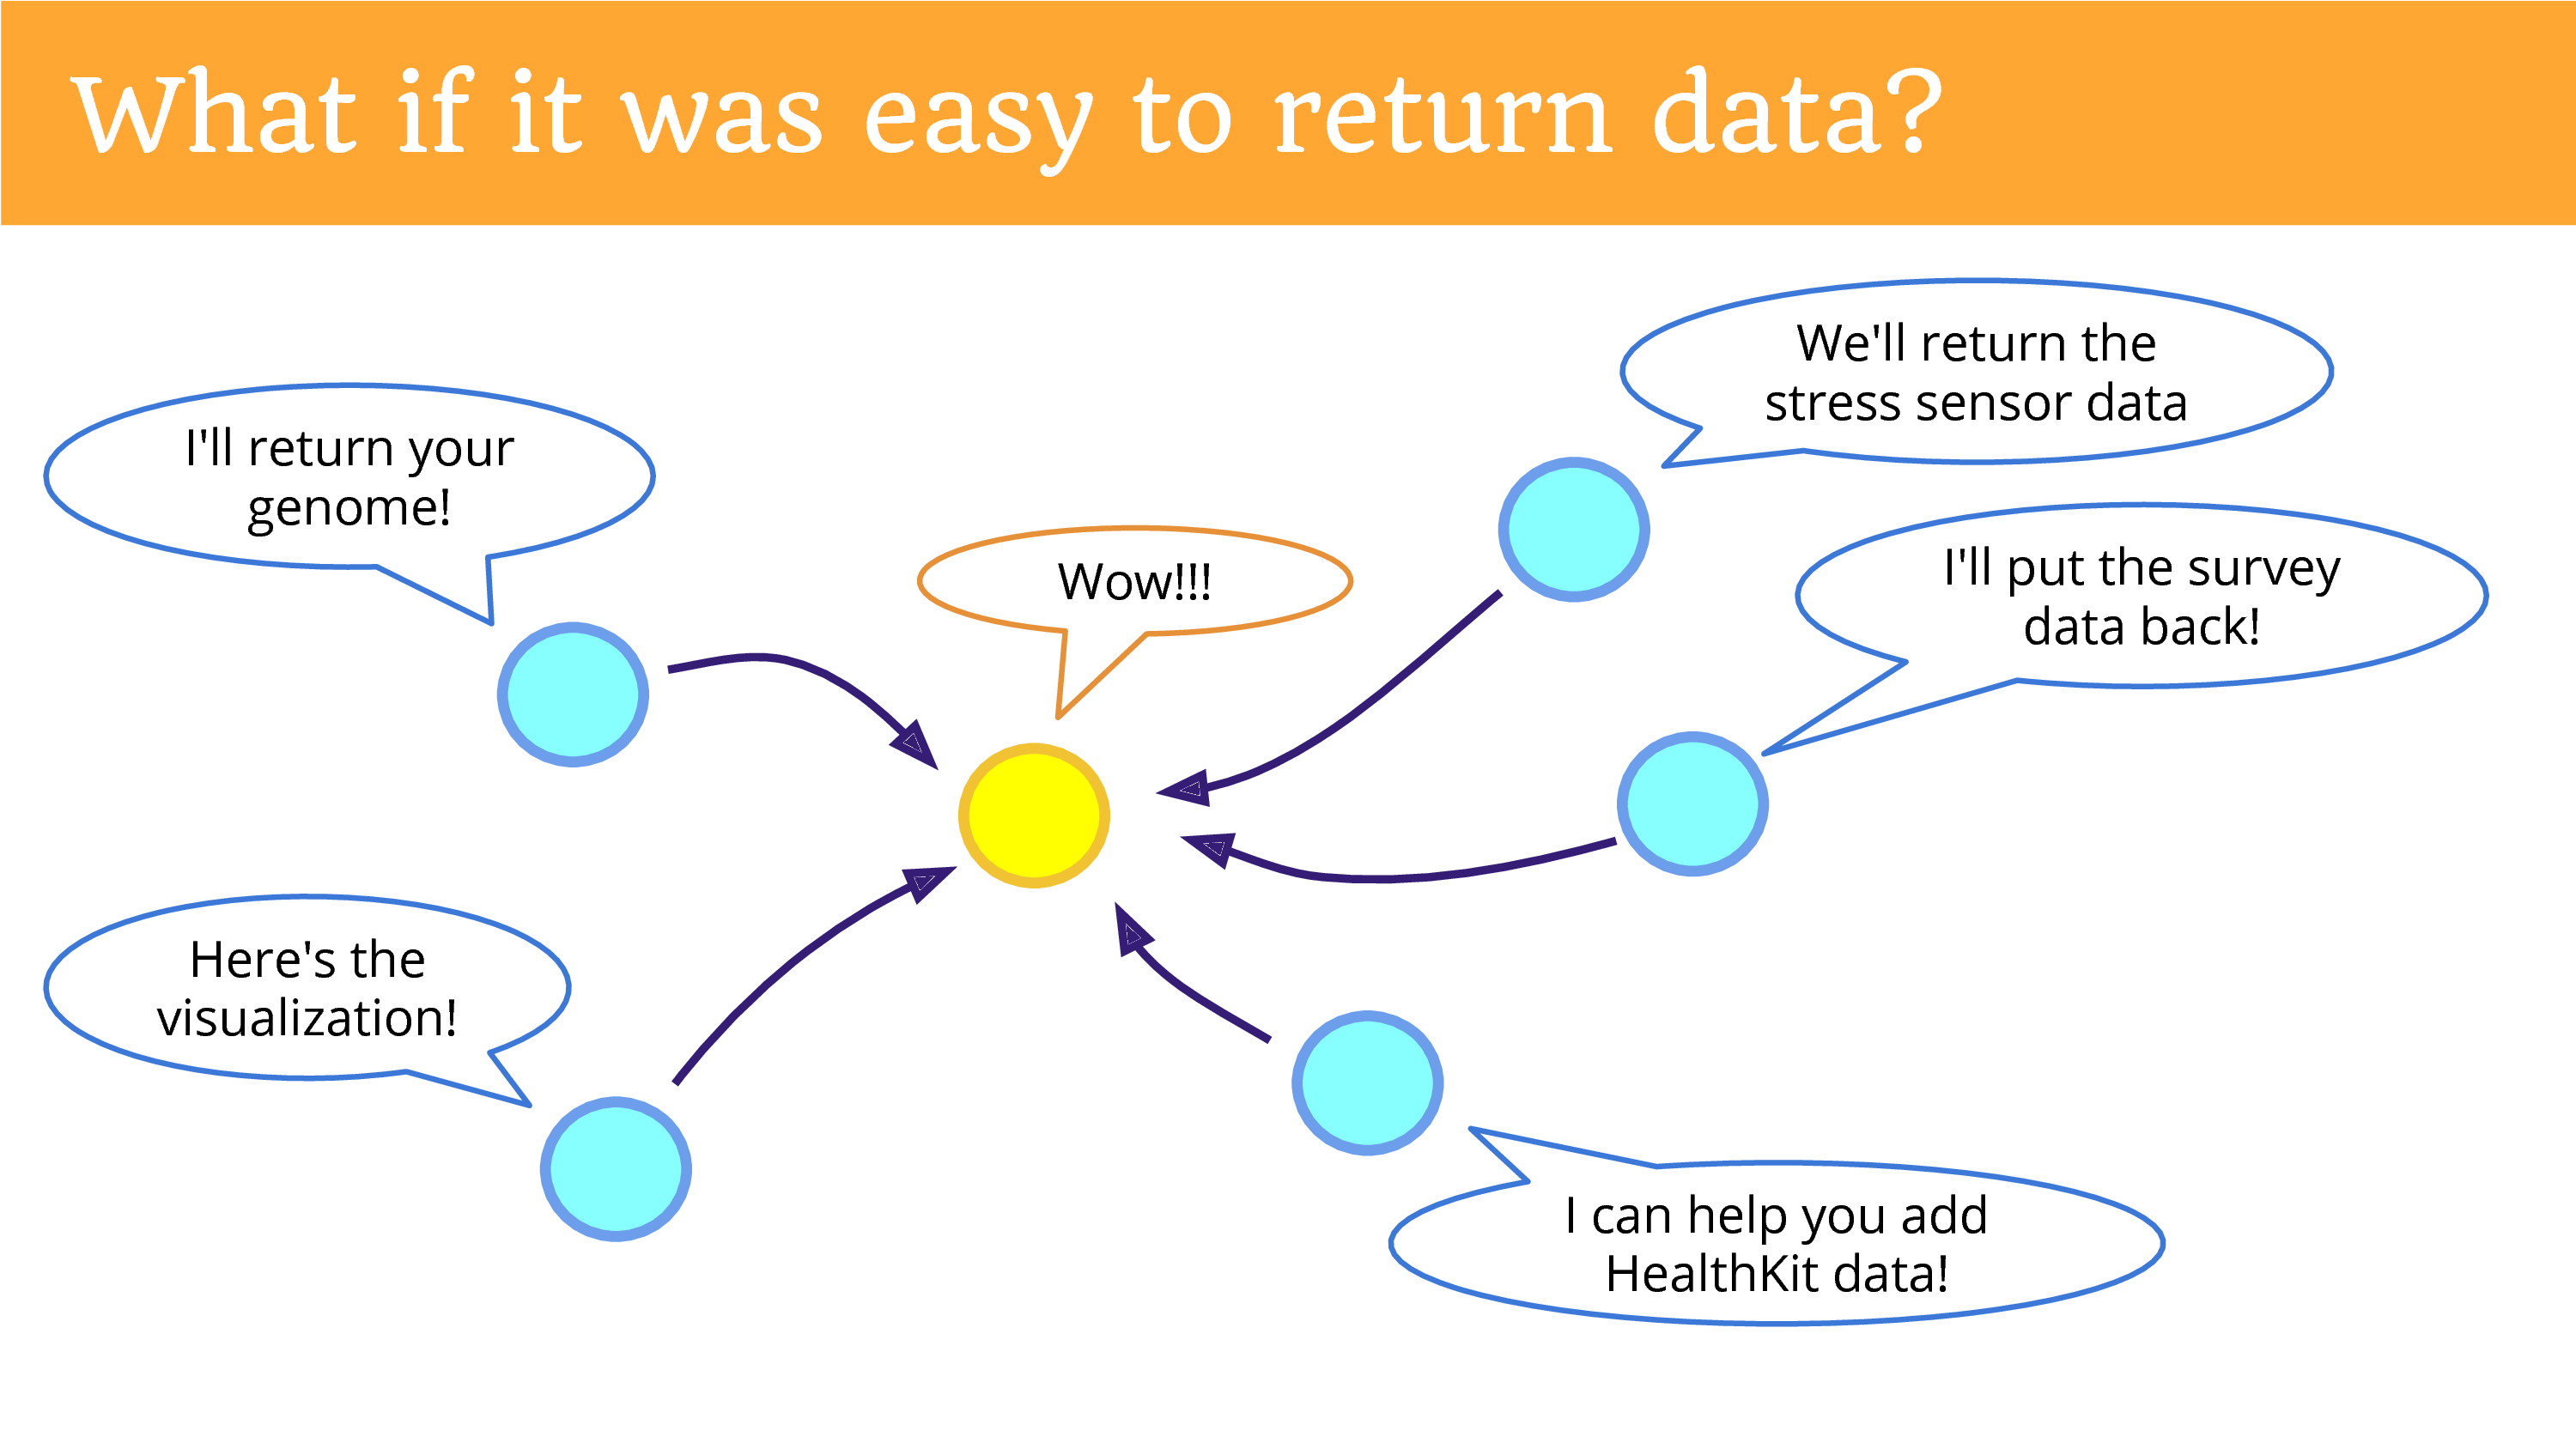 What if it was easy to return data?
We'll return the
stress sensor data
I'll return your
genome!
Wow!!!
I'll put the survey
data back!
Here's the
visualization!
I can help you add
HealthKit data!